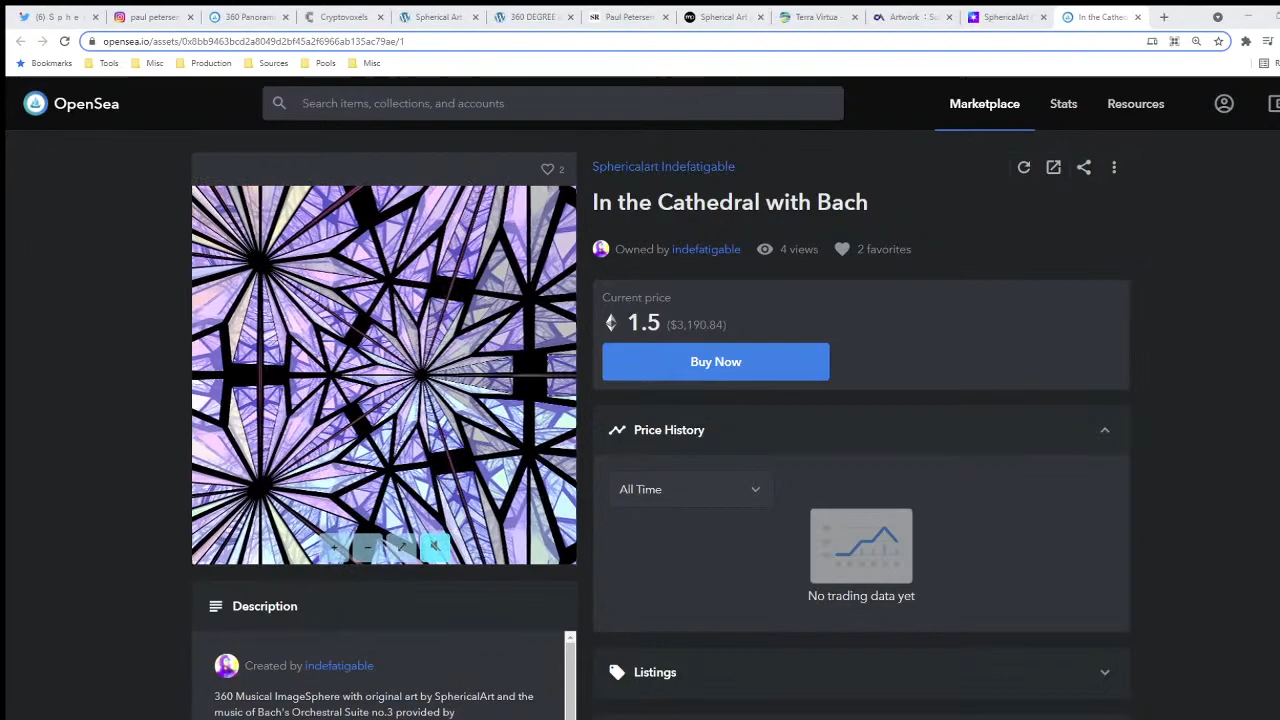 (1) S p h e
paul petersen
360 Panoram
Cryptovoxels
Spherical Art
360 DEGREE a
SR Paul Petersen
mp Spherical Art
Terra Virtua
Artwork
SphericalArt
In the Cathed
opensea.io/assets/0x8bb9463bcd2a8049d2bf45a2f6966ab135ac79ae/1
Bookmarks Tools Misc Production Sources Pools Misc
OpenSea
Search items, collections, and accounts
Marketplace Stats Resources
2
Sphericalart Indefatigable
In the Cathedral with Bach
Owned by indefatigable 4 views 2 favorites
Current price
1.5 ($3,190.84)
Buy Now
Price History
All Time
No trading data yet
Description
Created by indefatigable
360 Musical ImageSphere with original art by SphericalArt and the
music of Bach's Orchestral Suite no.3 provided by
Listings